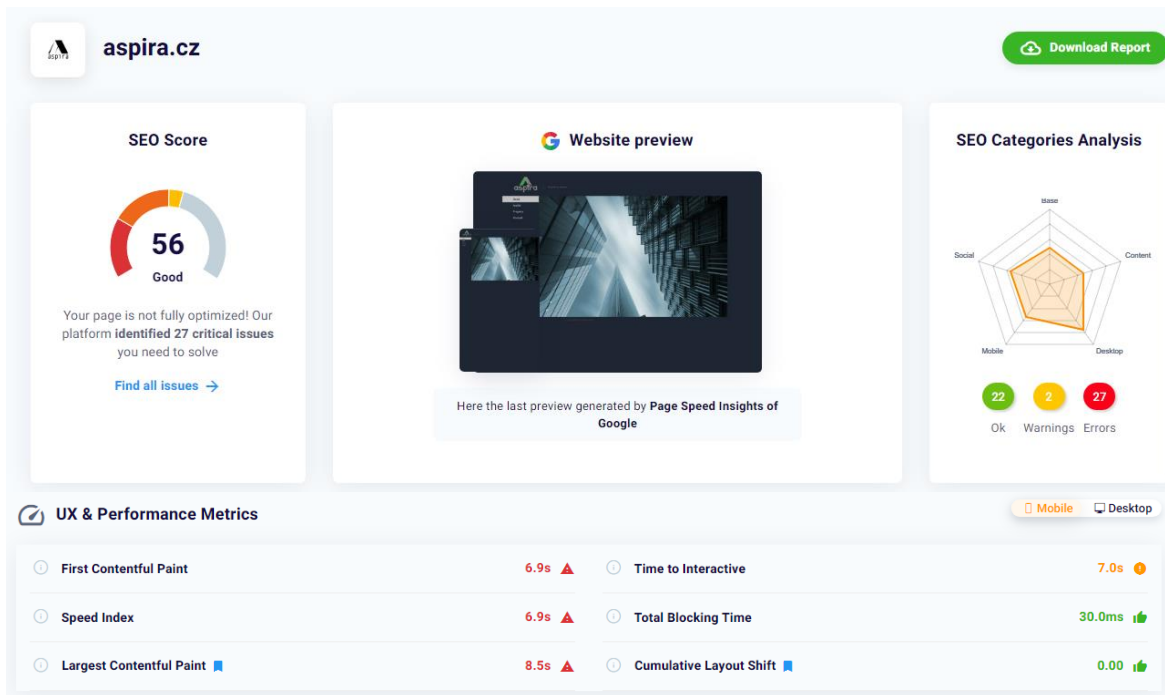 aspira
aspira.cz
Download Report
SEO Score
56
Good
Your page is not fully optimized! Our
platform identified 27 critical issues
you need to solve
Find all issues →
Website preview
aspira
Here the last preview generated by Page Speed Insights of
Google
SEO Categories Analysis
Base
Social
Content
Mobile
Desktop
22
2
27
Ok
Warnings
Errors
UX & Performance Metrics
Mobile
Desktop
First Contentful Paint
6.9s
Time to Interactive
7.0s
Speed Index
6.9s
Total Blocking Time
30.0ms
Largest Contentful Paint
8.5s
Cumulative Layout Shift
0.00